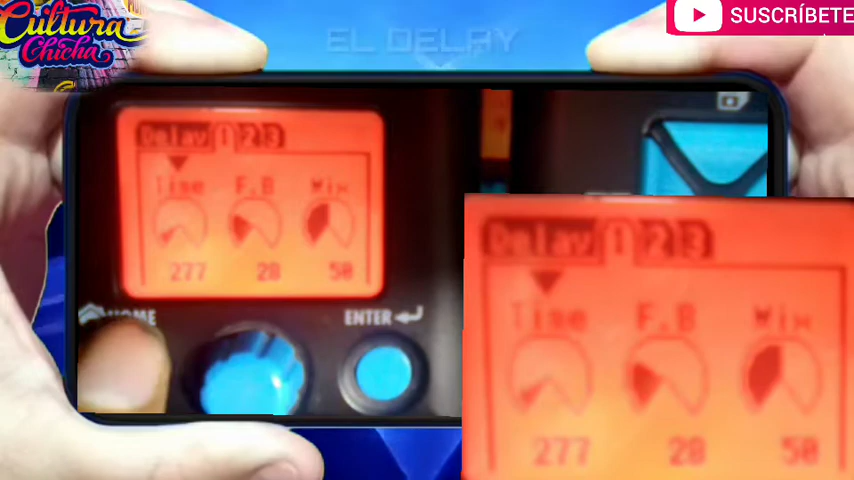 Cultura
Chicha
SUSCRÍBETE
EL DELAY
Delay 1 2 3
Time F.B Mix
277 28 50
HOME
ENTER
Delay 1 2 3
Time F.B Mix
277 28 50